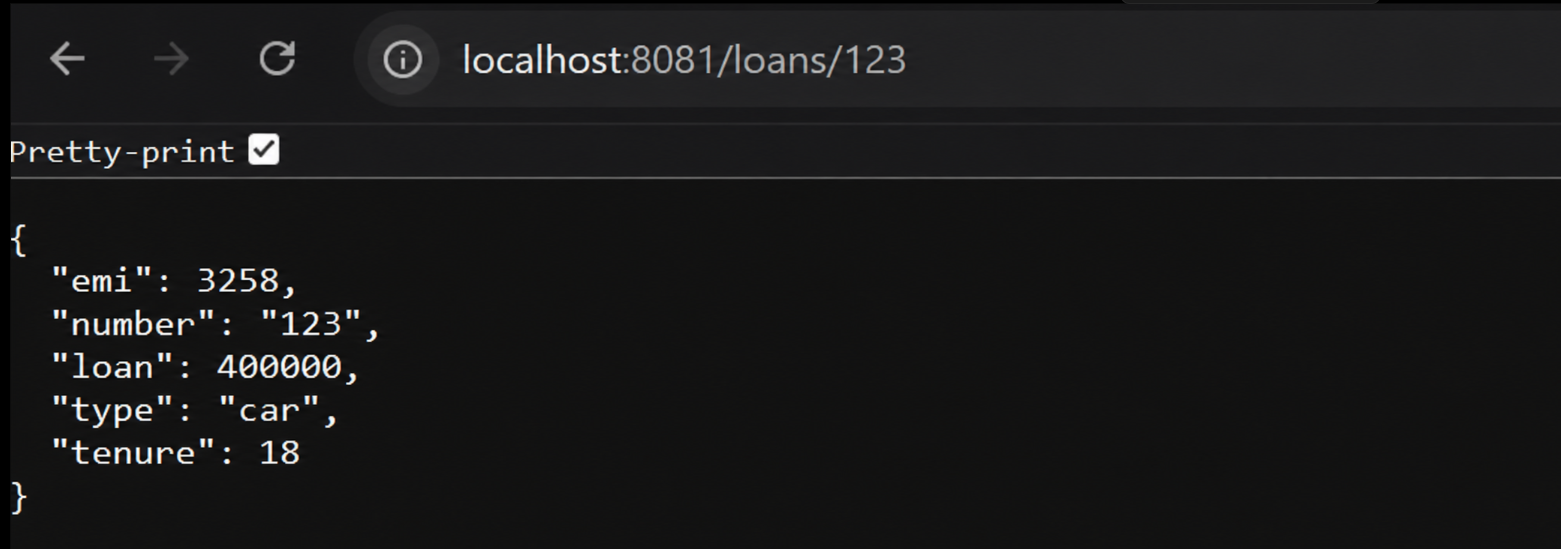 localhost:8081/loans/123
Pretty-print
{
  "emi": 3258,
  "number": "123",
  "loan": 400000,
  "type": "car",
  "tenure": 18
}